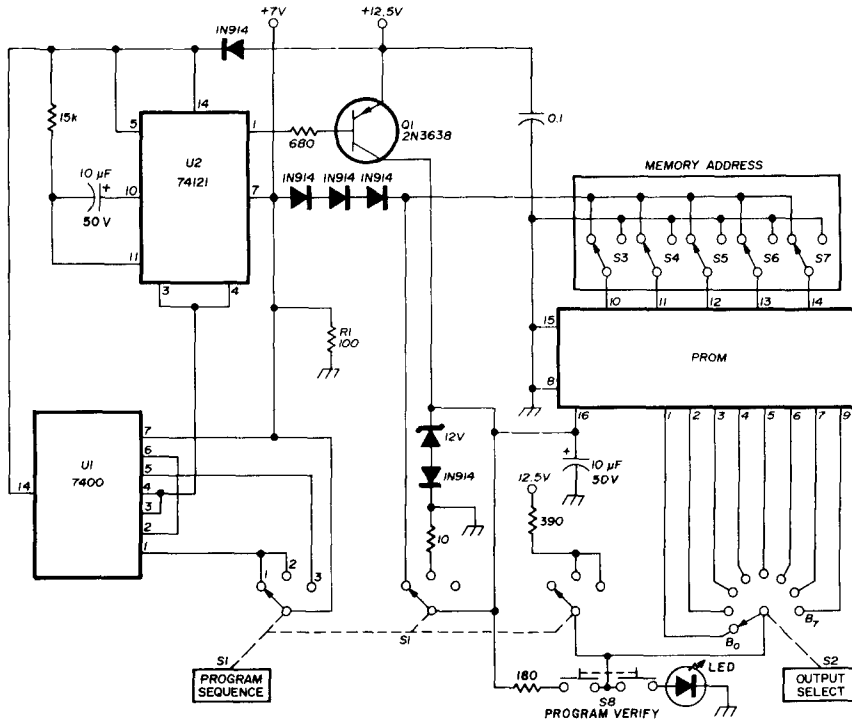 +7V
+12.5V
1N914
15k
14
5
1
U2
74121
10 μF
+
50V
10
7
11
3 4
680
Q1
2N3638
1N914 1N914 1N914
0.1
MEMORY ADDRESS
S3 S4 S5 S6 S7
10 11 12 13 14
15
PROM
8
16 1 2 3 4 5 6 7 9
R1
100
12V
1N914
10
+
10 μF
50V
12.5V
390
U1
7400
14
7
6
5
4
3
2
1
1 2 3
S1
PROGRAM
SEQUENCE
S1
180
S8
PROGRAM VERIFY
LED
B0
B7
S2
OUTPUT
SELECT